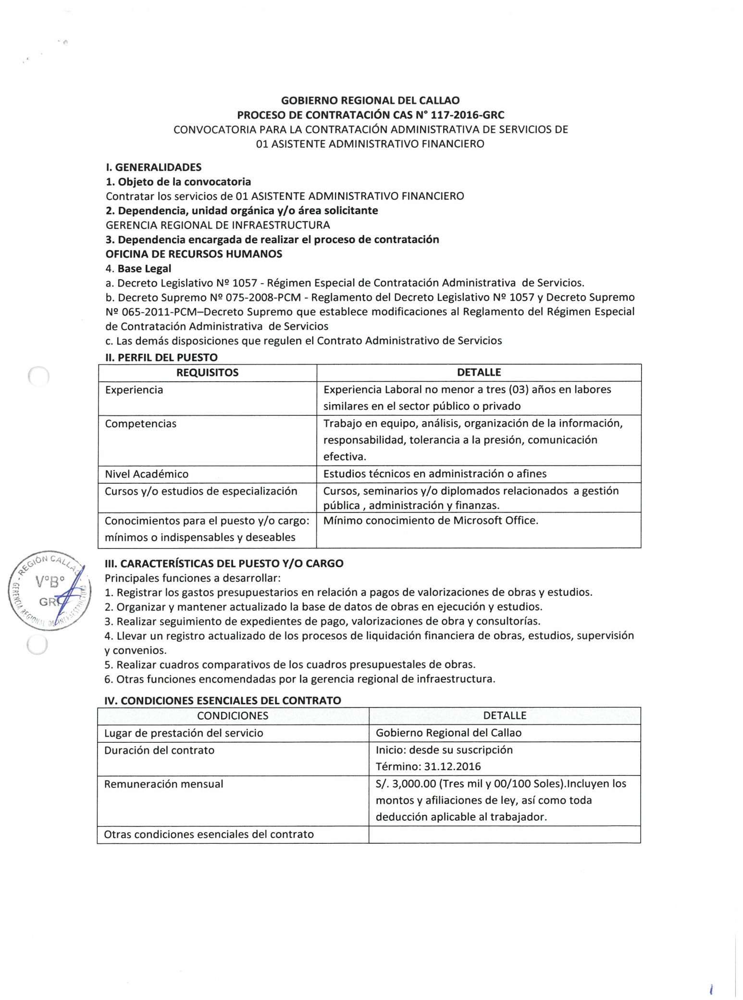 GOBIERNO REGIONAL DEL CALLAO
PROCESO DE CONTRATACIÓN CAS N° 117-2016-GRC
CONVOCATORIA PARA LA CONTRATACIÓN ADMINISTRATIVA DE SERVICIOS DE
01 ASISTENTE ADMINISTRATIVO FINANCIERO
I. GENERALIDADES
1. Objeto de la convocatoria
Contratar los servicios de 01 ASISTENTE ADMINISTRATIVO FINANCIERO
2. Dependencia, unidad orgánica y/o área solicitante
GERENCIA REGIONAL DE INFRAESTRUCTURA
3. Dependencia encargada de realizar el proceso de contratación
OFICINA DE RECURSOS HUMANOS
4. Base Legal
a. Decreto Legislativo Nº 1057 - Régimen Especial de Contratación Administrativa  de Servicios.
b. Decreto Supremo Nº 075-2008-PCM - Reglamento del Decreto Legislativo Nº 1057 y Decreto Supremo
Nº 065-2011-PCM–Decreto Supremo que establece modificaciones al Reglamento del Régimen Especial
de Contratación Administrativa  de Servicios
c. Las demás disposiciones que regulen el Contrato Administrativo de Servicios
II. PERFIL DEL PUESTO
REQUISITOS DETALLE
Experiencia Experiencia Laboral no menor a tres (03) años en labores
similares en el sector público o privado
Competencias Trabajo en equipo, análisis, organización de la información,
responsabilidad, tolerancia a la presión, comunicación
efectiva.
Nivel Académico Estudios técnicos en administración o afines
Cursos y/o estudios de especialización Cursos, seminarios y/o diplomados relacionados  a gestión
pública , administración y finanzas.
Conocimientos para el puesto y/o cargo: Mínimo conocimiento de Microsoft Office.
mínimos o indispensables y deseables
REGIÓN CALLAO
V°B°
GRI
GERENCIA REGIONAL DE INFRAESTRUCTURA
III. CARACTERÍSTICAS DEL PUESTO Y/O CARGO
Principales funciones a desarrollar:
1. Registrar los gastos presupuestarios en relación a pagos de valorizaciones de obras y estudios.
2. Organizar y mantener actualizado la base de datos de obras en ejecución y estudios.
3. Realizar seguimiento de expedientes de pago, valorizaciones de obra y consultorías.
4. Llevar un registro actualizado de los procesos de liquidación financiera de obras, estudios, supervisión
y convenios.
5. Realizar cuadros comparativos de los cuadros presupuestales de obras.
6. Otras funciones encomendadas por la gerencia regional de infraestructura.
IV. CONDICIONES ESENCIALES DEL CONTRATO
CONDICIONES DETALLE
Lugar de prestación del servicio Gobierno Regional del Callao
Duración del contrato Inicio: desde su suscripción
Término: 31.12.2016
Remuneración mensual S/. 3,000.00 (Tres mil y 00/100 Soles).Incluyen los
montos y afiliaciones de ley, así como toda
deducción aplicable al trabajador.
Otras condiciones esenciales del contrato